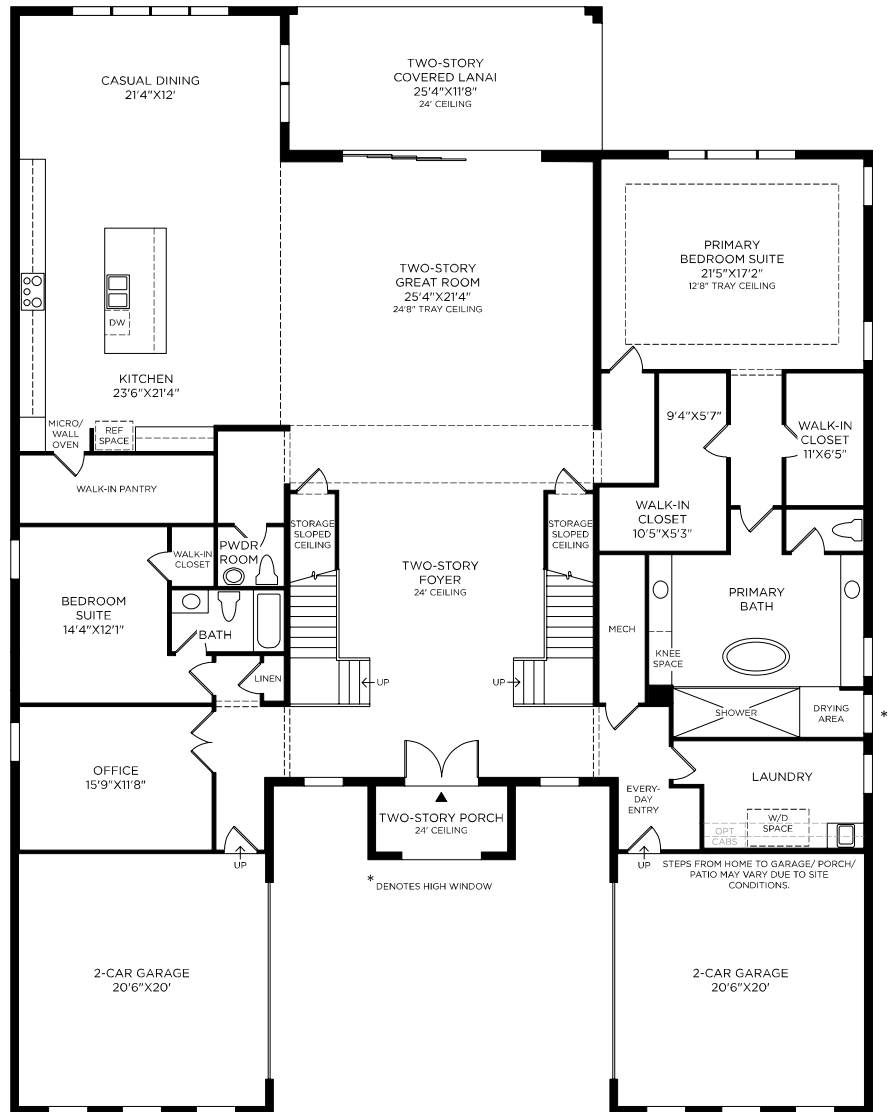 TWO-STORY
COVERED LANAI
25'4"X11'8"
24' CEILING
CASUAL DINING
21'4"X12'
PRIMARY
BEDROOM SUITE
21'5"X17'2"
12'8" TRAY CEILING
TWO-STORY
GREAT ROOM
25'4"X21'4"
24'8" TRAY CEILING
DW
KITCHEN
23'6"X21'4"
MICRO/
WALL
OVEN
REF
SPACE
9'4"X5'7"
WALK-IN
CLOSET
11'X6'5"
WALK-IN PANTRY
WALK-IN
CLOSET
10'5"X5'3"
STORAGE
SLOPED
CEILING
STORAGE
SLOPED
CEILING
PWDR
ROOM
WALK-IN
CLOSET
TWO-STORY
FOYER
24' CEILING
BEDROOM
SUITE
14'4"X12'1"
BATH
PRIMARY
BATH
MECH
KNEE
SPACE
LINEN
UP
UP
SHOWER
DRYING
AREA
*
OFFICE
15'9"X11'8"
LAUNDRY
EVERY-
DAY
ENTRY
W/D
SPACE
OPT
CABS
TWO-STORY PORCH
24' CEILING
UP
UP
STEPS FROM HOME TO GARAGE/ PORCH/
PATIO MAY VARY DUE TO SITE
CONDITIONS.
* DENOTES HIGH WINDOW
2-CAR GARAGE
20'6"X20'
2-CAR GARAGE
20'6"X20'